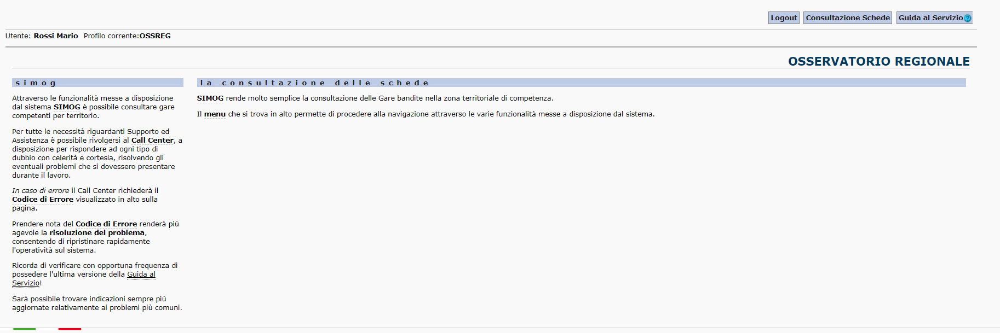 Logout Consultazione Schede Guida al Servizio?
Utente: Rossi Mario Profilo corrente:OSSREG
OSSERVATORIO REGIONALE
simog
Attraverso le funzionalità messe a disposizione
dal sistema SIMOG è possibile consultare gare
competenti per territorio.
Per tutte le necessità riguardanti Supporto ed
Assistenza è possibile rivolgersi al Call Center, a
disposizione per rispondere ad ogni tipo di
dubbio con celerità e cortesia, risolvendo gli
eventuali problemi che si dovessero presentare
durante il lavoro.
In caso di errore il Call Center richiederà il
Codice di Errore visualizzato in alto sulla
pagina.
Prendere nota del Codice di Errore renderà più
agevole la risoluzione del problema,
consentendo di ripristinare rapidamente
l'operatività sul sistema.
Ricorda di verificare con opportuna frequenza di
possedere l'ultima versione della Guida al
Servizio!
Sarà possibile trovare indicazioni sempre più
aggiornate relativamente ai problemi più comuni.
la consultazione delle schede
SIMOG rende molto semplice la consultazione delle Gare bandite nella zona territoriale di competenza.
Il menu che si trova in alto permette di procedere alla navigazione attraverso le varie funzionalità messe a disposizione dal sistema.